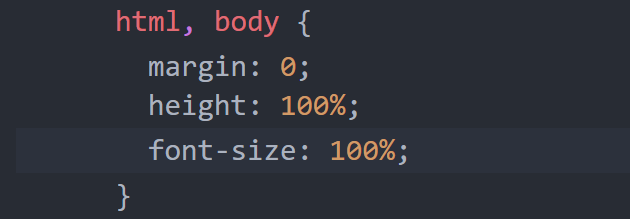 html, body {
margin: 0;
height: 100%;
font-size: 100%;
}